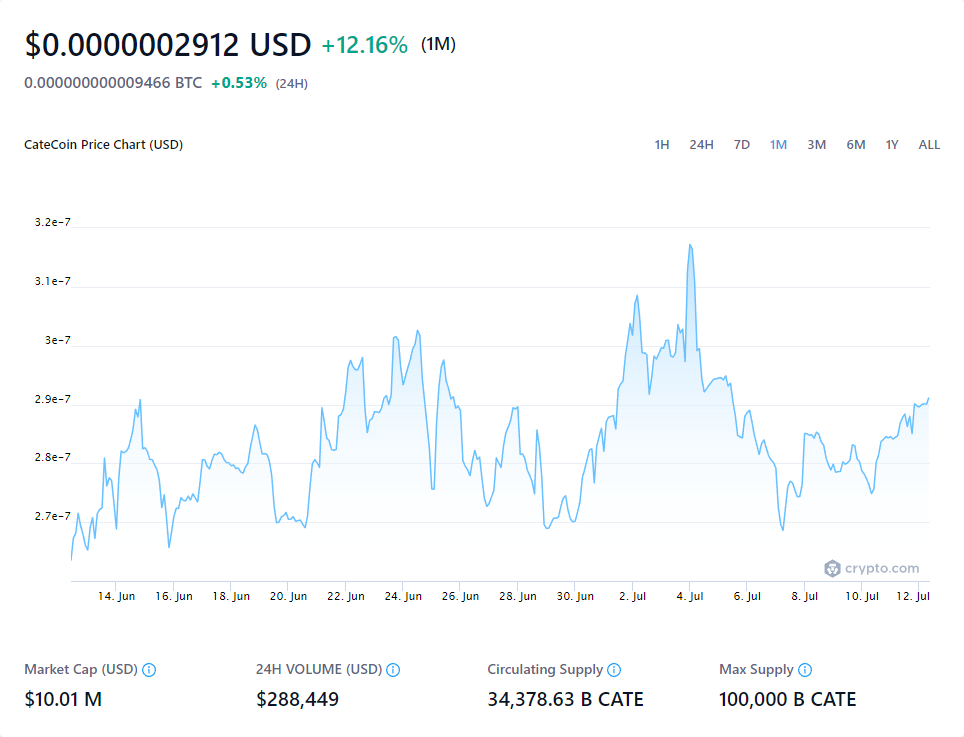 $0.0000002912 USD +12.16% (1M)
0.000000000009466 BTC +0.53% (24H)
CateCoin Price Chart (USD) 1H 24H 7D 1M 3M 6M 1Y ALL
3.2e-7
3.1e-7
3e-7
2.9e-7
2.8e-7
2.7e-7
crypto.com
14. Jun 16. Jun 18. Jun 20. Jun 22. Jun 24. Jun 26. Jun 28. Jun 30. Jun 2. Jul 4. Jul 6. Jul 8. Jul 10. Jul 12. Jul
Market Cap (USD) 24H VOLUME (USD) Circulating Supply Max Supply
$10.01 M $288,449 34,378.63 B CATE 100,000 B CATE